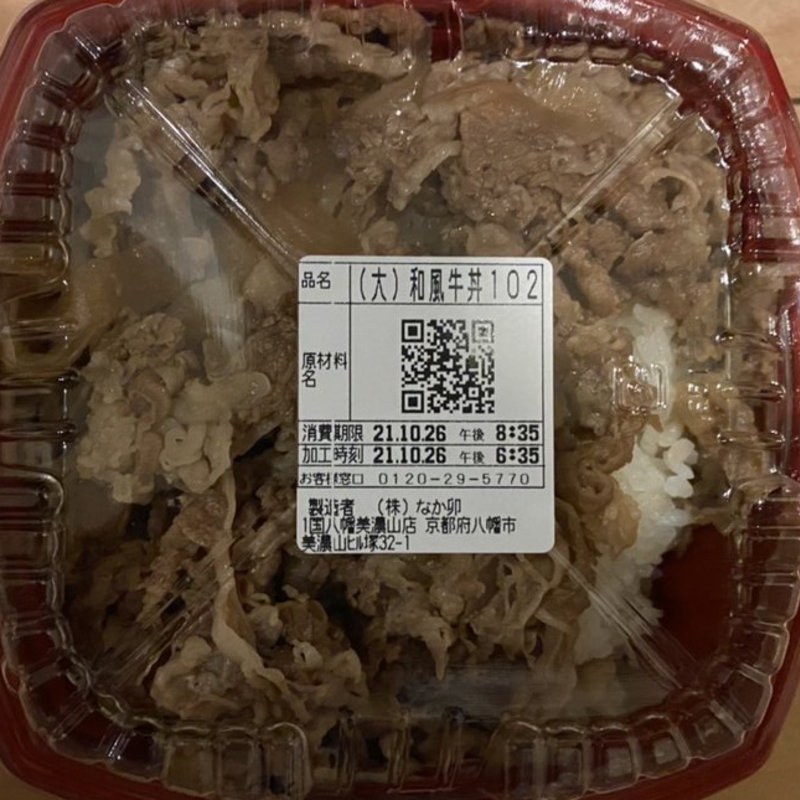 品名 (大)和風牛丼102
原材料名
消費期限 21.10.26 午後 8:35
加工時刻 21.10.26 午後 6:35
お客様窓口 0120-29-5770
製造者 (株)なか卯
1国八幡美濃山店 京都府八幡市
美濃山ヒル塚32-1